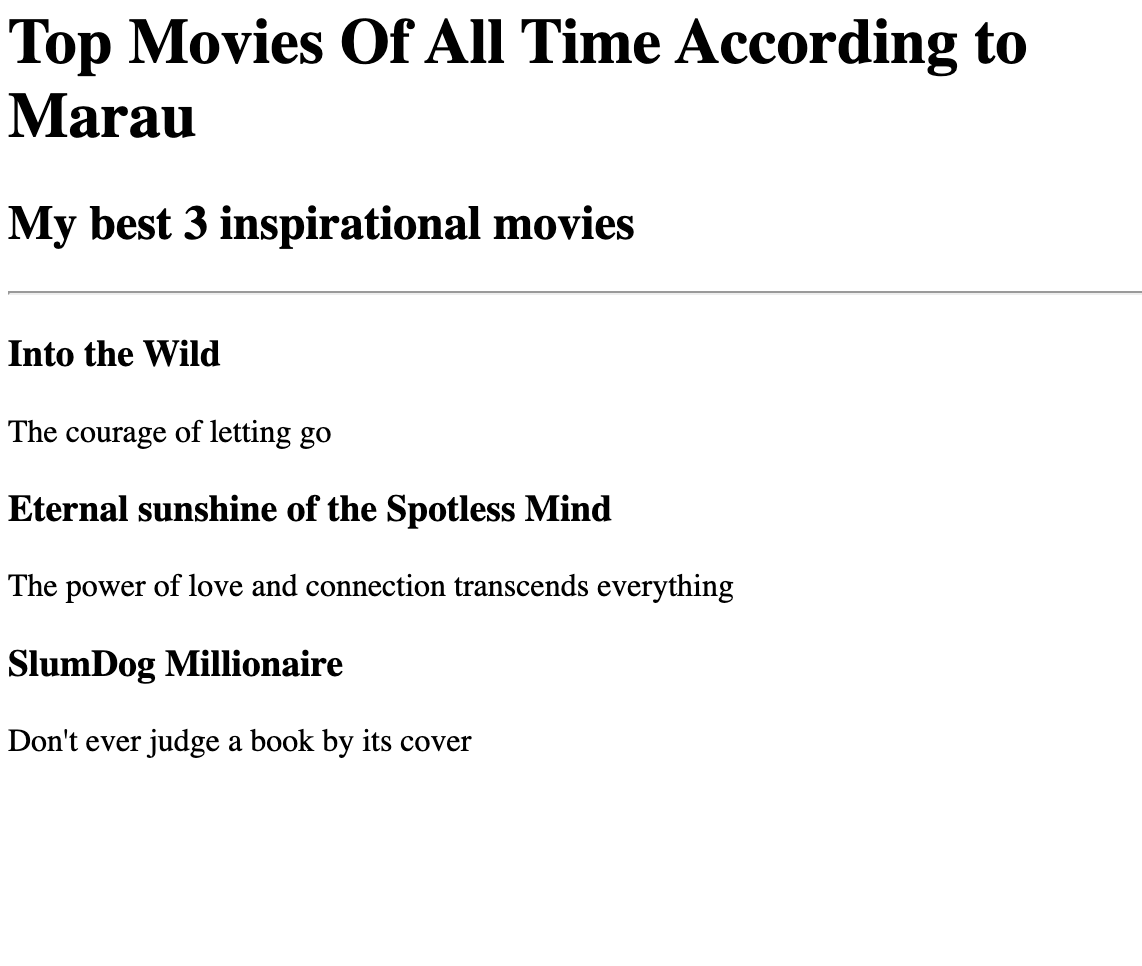 Top Movies Of All Time According to
Marau
My best 3 inspirational movies
Into the Wild
The courage of letting go
Eternal sunshine of the Spotless Mind
The power of love and connection transcends everything
SlumDog Millionaire
Don't ever judge a book by its cover